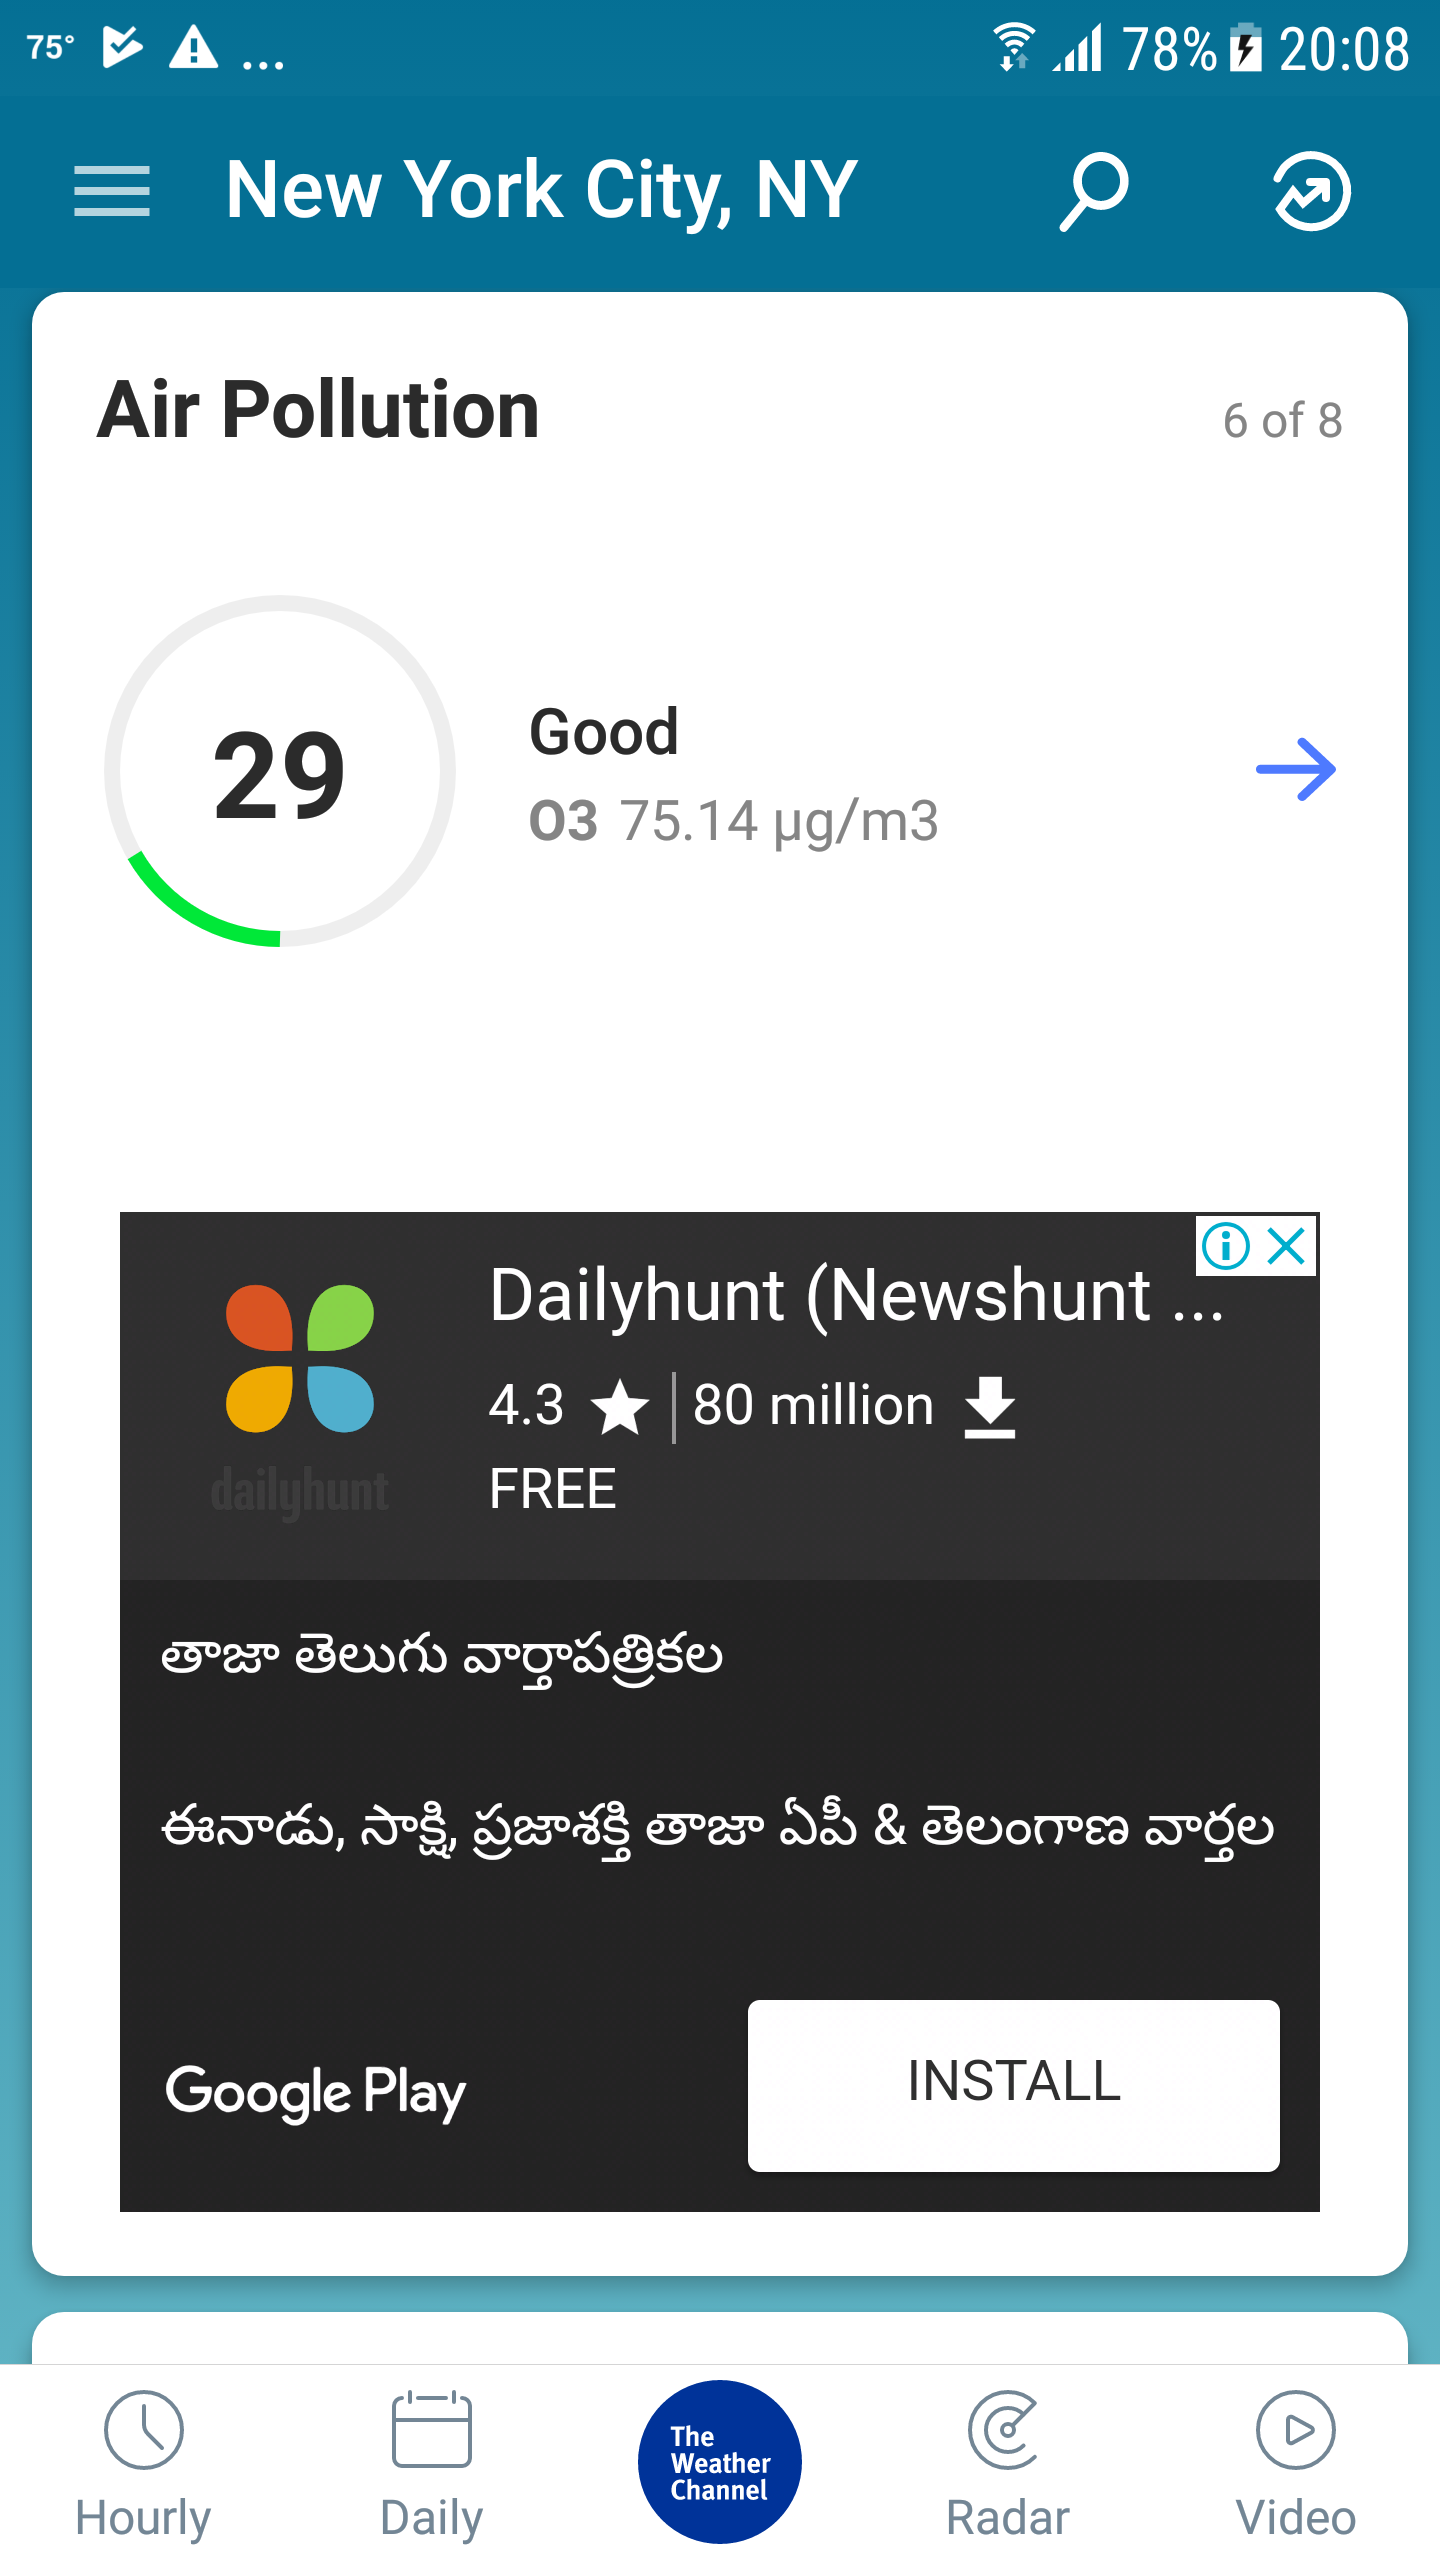 75° ... 78% 20:08
New York City, NY
Air Pollution 6 of 8
29
Good
O3 75.14 µg/m3
Dailyhunt (Newshunt ...
4.3 80 million
FREE
dailyhunt
తాజా తెలుగు వార్తాపత్రికల
ఈనాడు, సాక్షి, ప్రజాశక్తి తాజా ఏపీ & తెలంగాణ వార్తల
Google Play INSTALL
The
Weather
Channel
Hourly Daily Radar Video